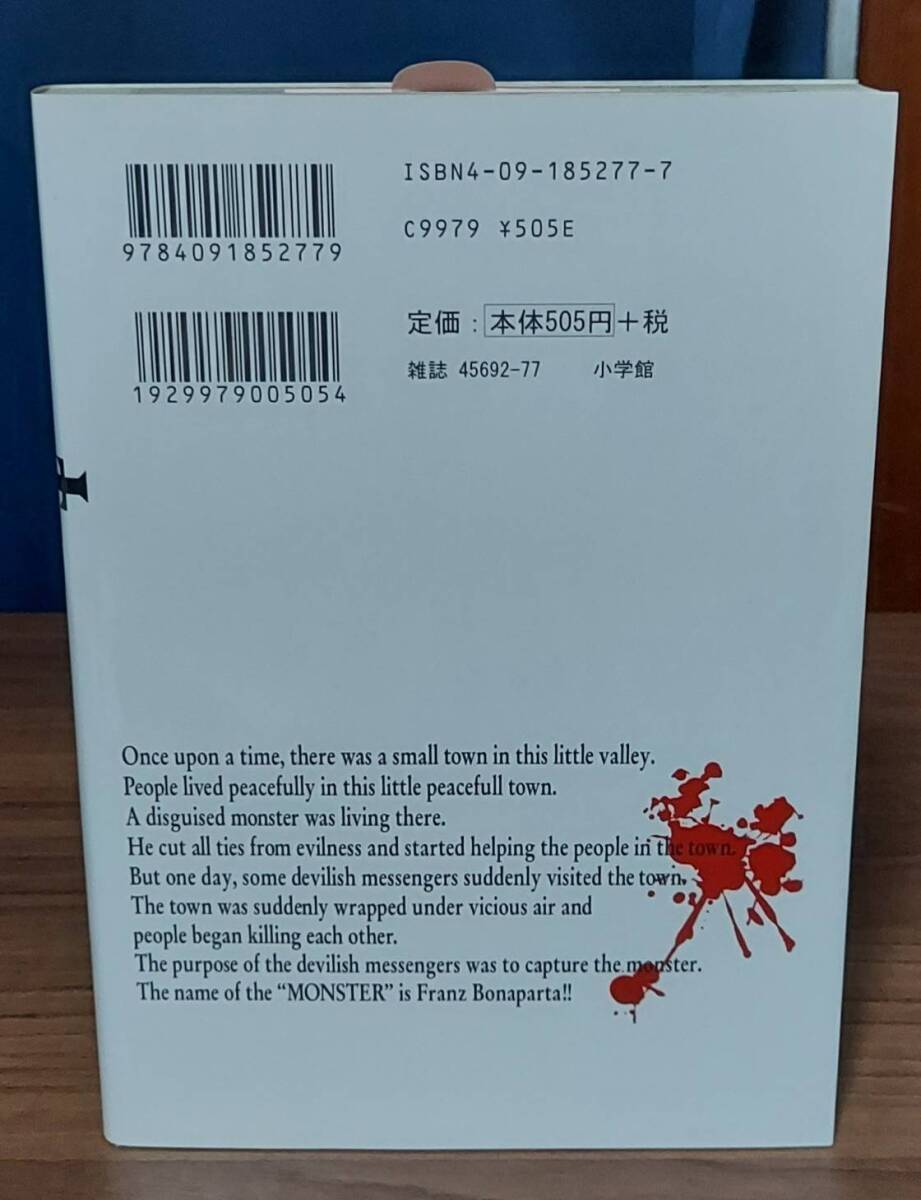 ISBN4-09-185277-7
C9979 ¥505E
9784091852779
定価：本体505円＋税
雑誌 45692-77 小学館
1929979005054
Once upon a time, there was a small town in this little valley.
People lived peacefully in this little peacefull town.
A disguised monster was living there.
He cut all ties from evilness and started helping the people in the town.
But one day, some devilish messengers suddenly visited the town.
The town was suddenly wrapped under vicious air and
people began killing each other.
The purpose of the devilish messengers was to capture the monster.
The name of the “MONSTER” is Franz Bonaparta!!